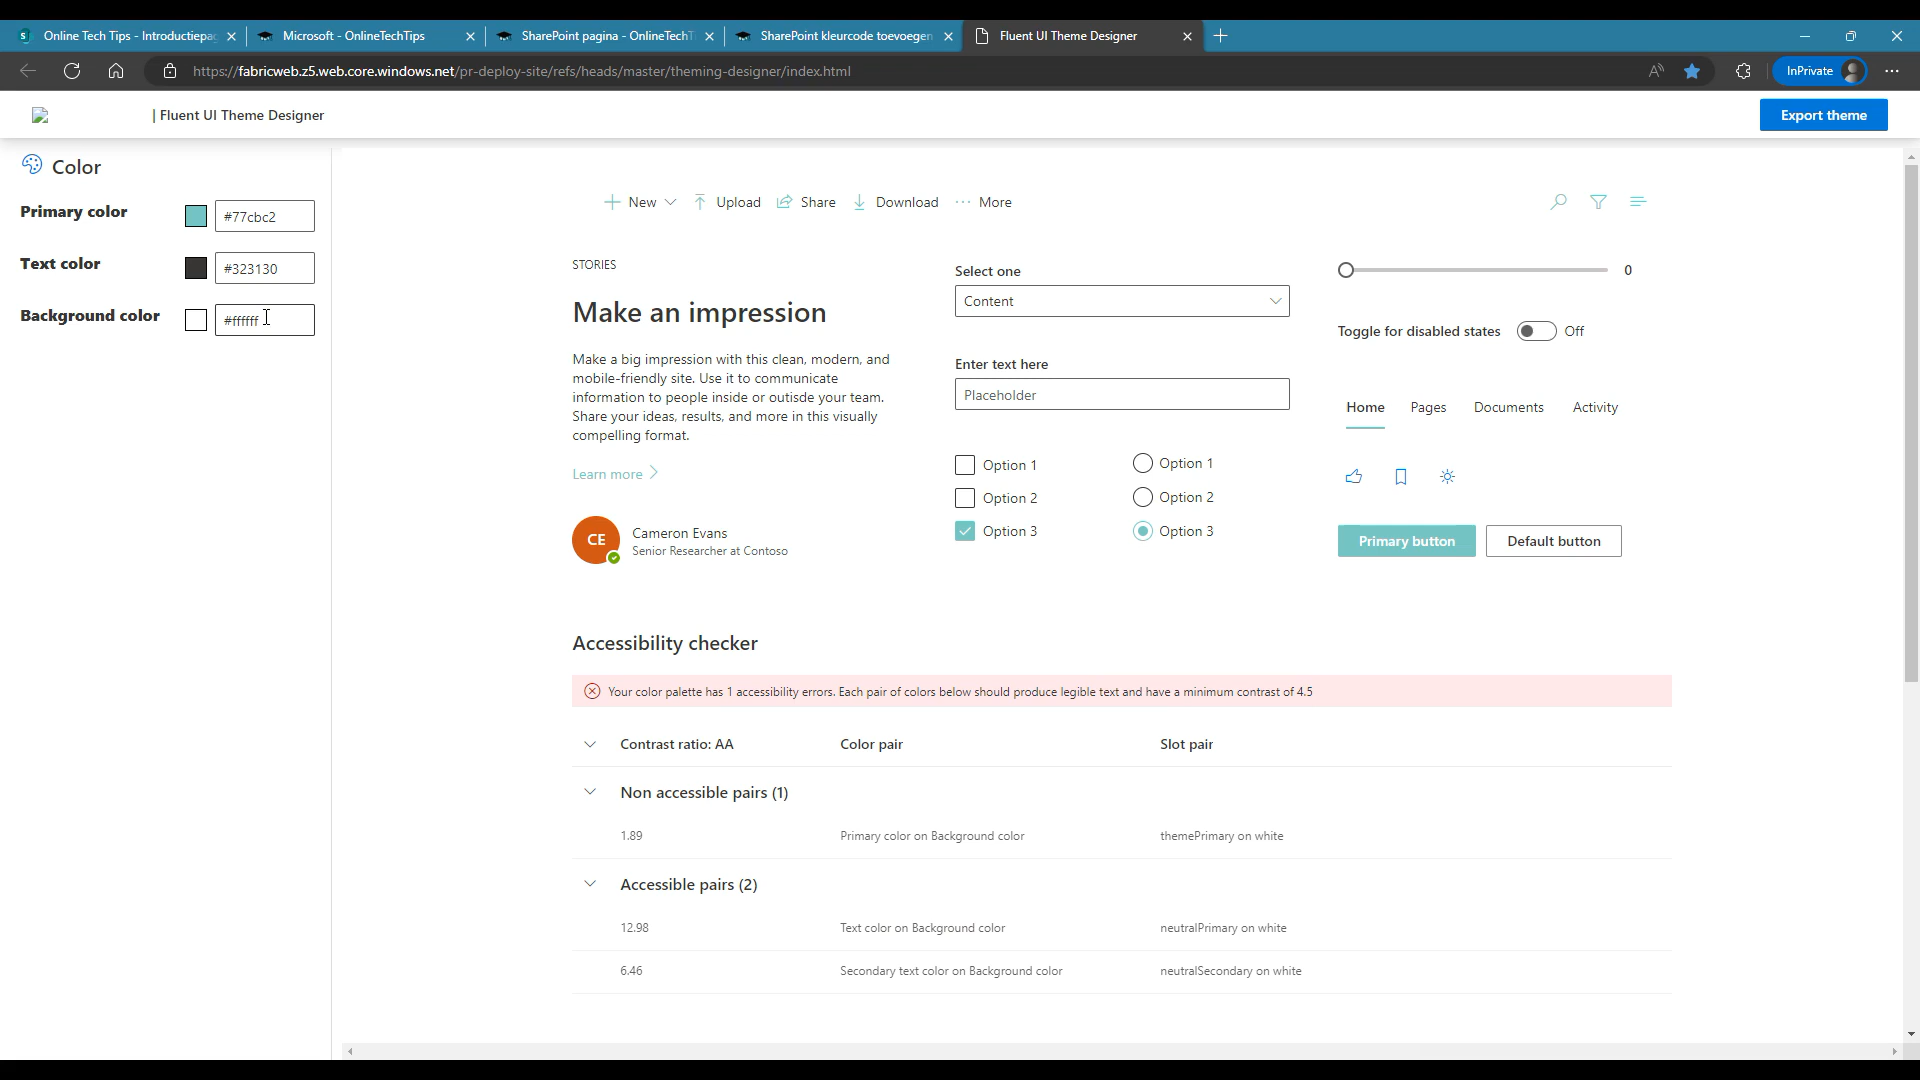 Online Tech Tips - Introductiepag
Microsoft - OnlineTechTips
SharePoint pagina - OnlineTechT
SharePoint kleurcode toevoegen
Fluent UI Theme Designer
https://fabricweb.z5.web.core.windows.net/pr-deploy-site/refs/heads/master/theming-designer/index.html
InPrivate
| Fluent UI Theme Designer
Export theme
Color
Primary color
#77cbc2
Text color
#323130
Background color
#ffffff
New
Upload
Share
Download
More
STORIES
Make an impression
Make a big impression with this clean, modern, and
mobile-friendly site. Use it to communicate
information to people inside or outisde your team.
Share your ideas, results, and more in this visually
compelling format.
Learn more
CE
Cameron Evans
Senior Researcher at Contoso
Select one
Content
Enter text here
Placeholder
Option 1
Option 2
Option 3
Option 1
Option 2
Option 3
0
Toggle for disabled states
Off
Home
Pages
Documents
Activity
Primary button
Default button
Accessibility checker
Your color palette has 1 accessibility errors. Each pair of colors below should produce legible text and have a minimum contrast of 4.5
Contrast ratio: AA
Color pair
Slot pair
Non accessible pairs (1)
1.89
Primary color on Background color
themePrimary on white
Accessible pairs (2)
12.98
Text color on Background color
neutralPrimary on white
6.46
Secondary text color on Background color
neutralSecondary on white